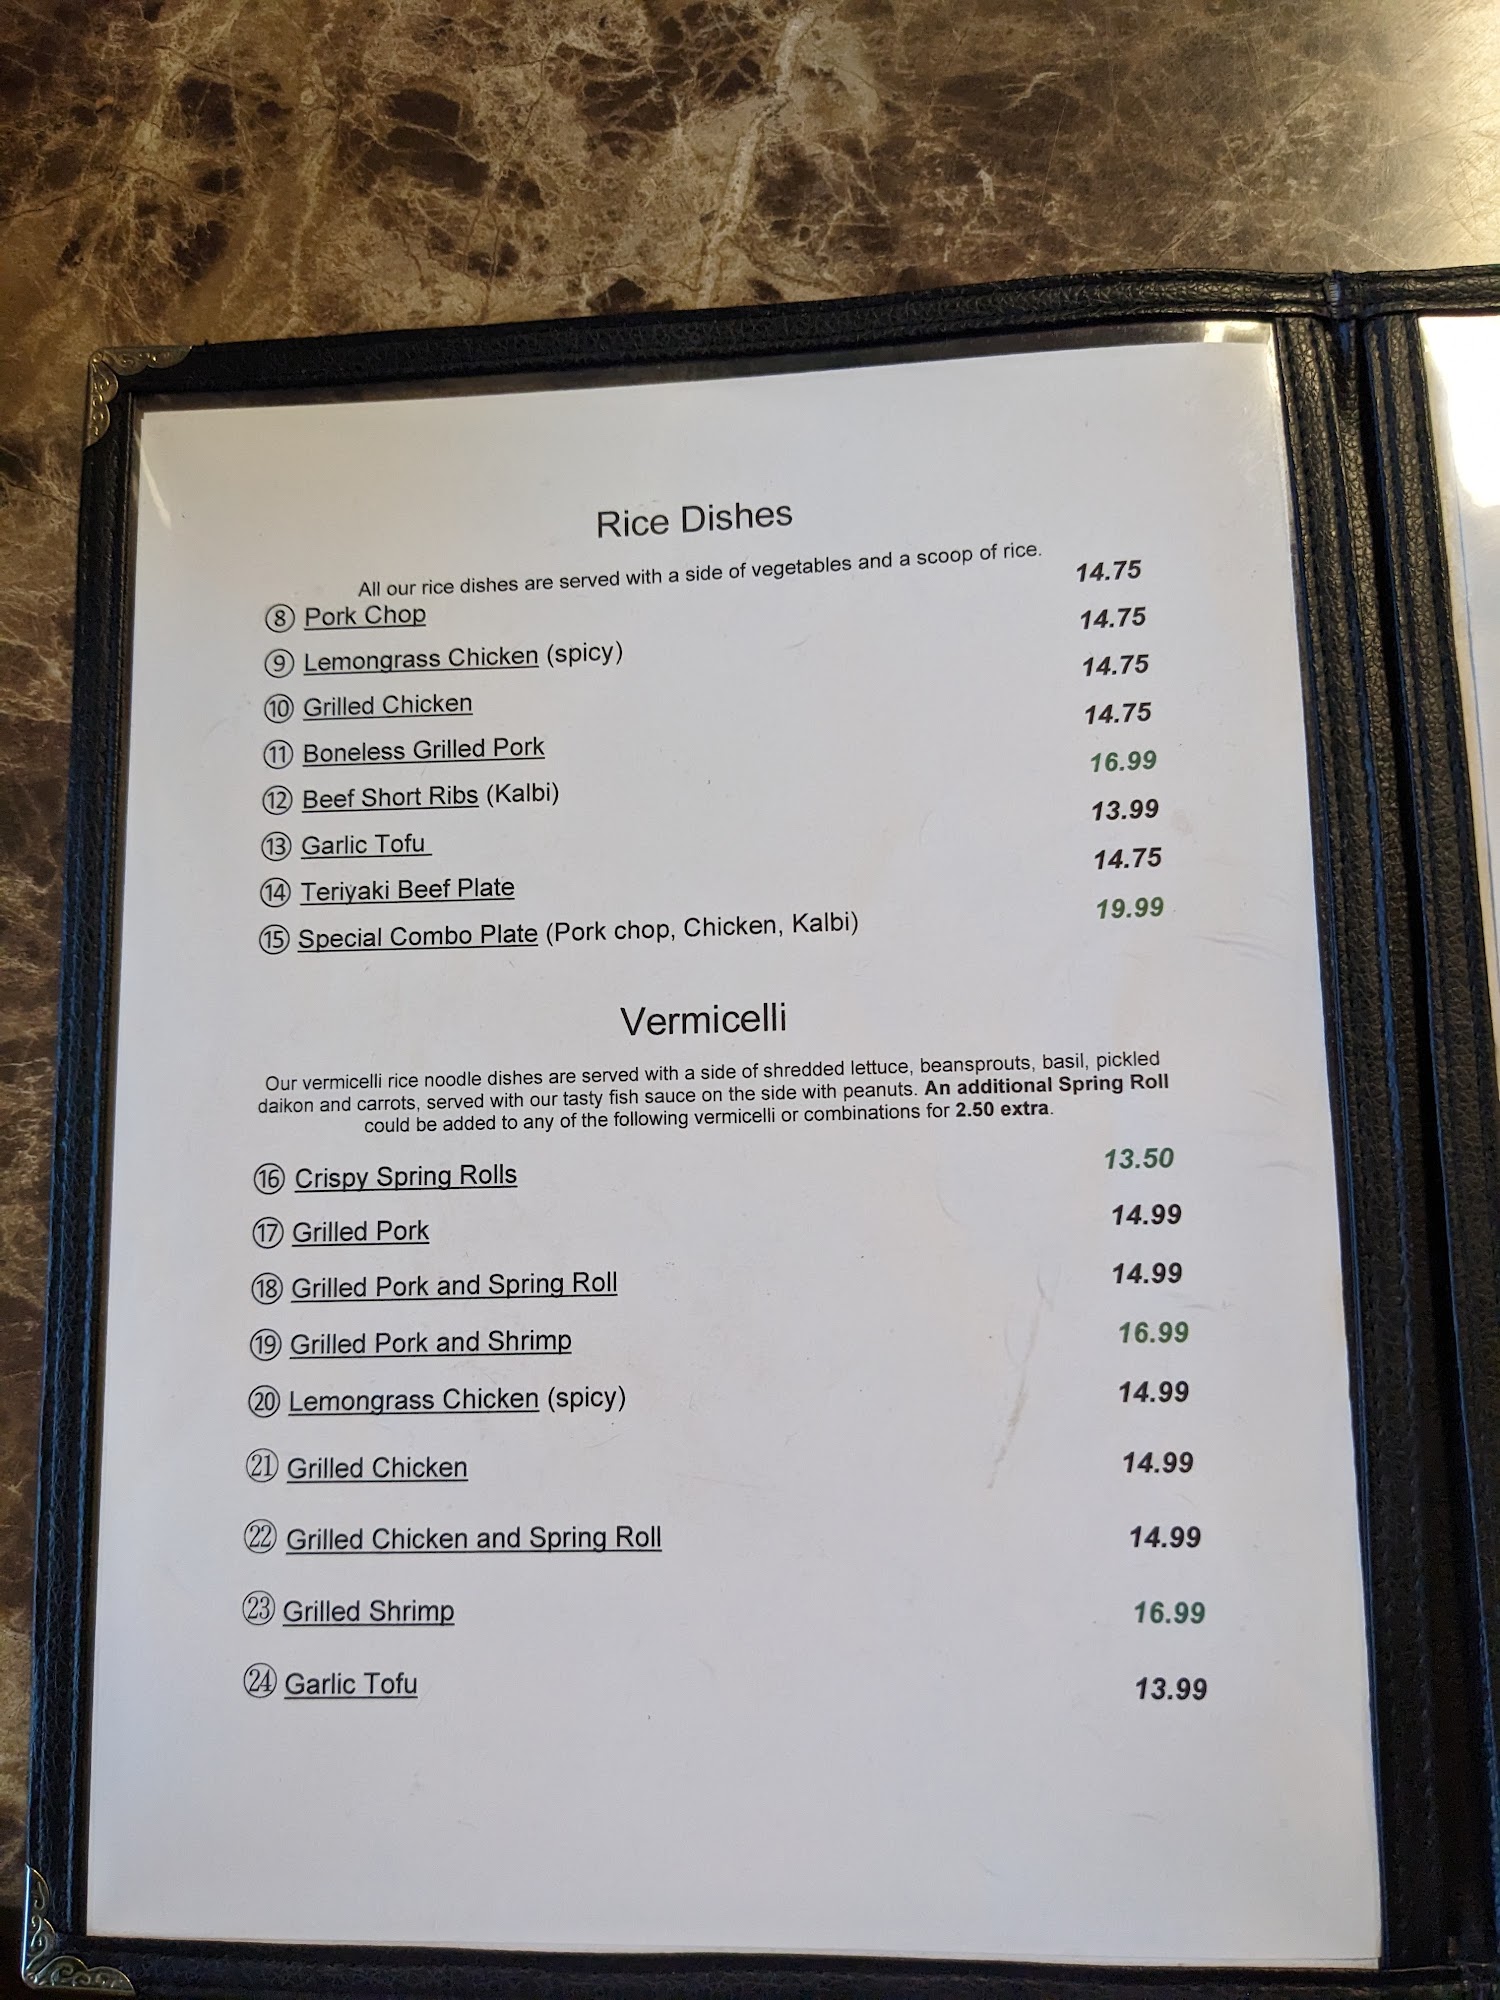 Rice Dishes
All our rice dishes are served with a side of vegetables and a scoop of rice.
⑧ Pork Chop 14.75
⑨ Lemongrass Chicken (spicy) 14.75
⑩ Grilled Chicken 14.75
⑪ Boneless Grilled Pork 14.75
⑫ Beef Short Ribs (Kalbi) 16.99
⑬ Garlic Tofu 13.99
⑭ Teriyaki Beef Plate 14.75
⑮ Special Combo Plate (Pork chop, Chicken, Kalbi) 19.99
Vermicelli
Our vermicelli rice noodle dishes are served with a side of shredded lettuce, beansprouts, basil, pickled
daikon and carrots, served with our tasty fish sauce on the side with peanuts. An additional Spring Roll
could be added to any of the following vermicelli or combinations for 2.50 extra.
⑯ Crispy Spring Rolls 13.50
⑰ Grilled Pork 14.99
⑱ Grilled Pork and Spring Roll 14.99
⑲ Grilled Pork and Shrimp 16.99
⑳ Lemongrass Chicken (spicy) 14.99
㉑ Grilled Chicken 14.99
㉒ Grilled Chicken and Spring Roll 14.99
㉓ Grilled Shrimp 16.99
㉔ Garlic Tofu 13.99